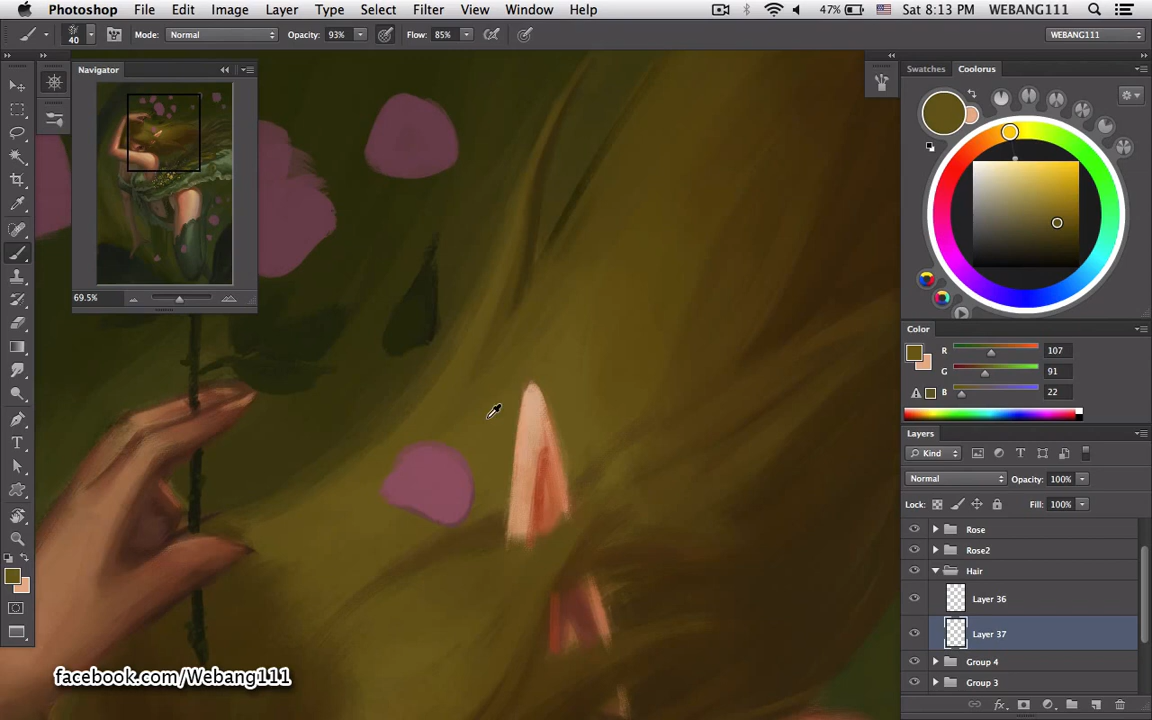 Photoshop File Edit Image Layer Type Select Filter View Window Help 47% Sat 8:13 PM WEBANG111
40 Mode: Normal Opacity: 93% Flow: 85% WEBANG111
Navigator
69.5%
Swatches Coolorus
Color
R 107
G 91
B 22
Layers
Kind
Normal Opacity: 100%
Lock: Fill: 100%
Rose
Rose2
Hair
Layer 36
Layer 37
Group 4
Group 3
facebook.com/Webang111